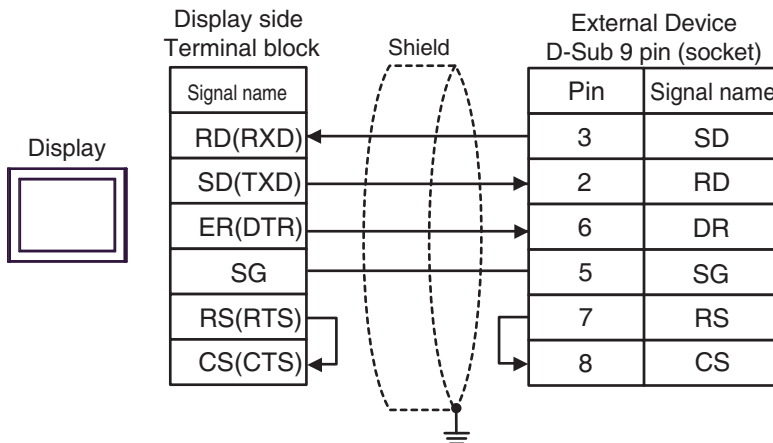 Display side
Terminal block
Shield
External Device
D-Sub 9 pin (socket)
Display
Signal name
Pin Signal name
RD(RXD) 3 SD
SD(TXD) 2 RD
ER(DTR) 6 DR
SG 5 SG
RS(RTS) 7 RS
CS(CTS) 8 CS